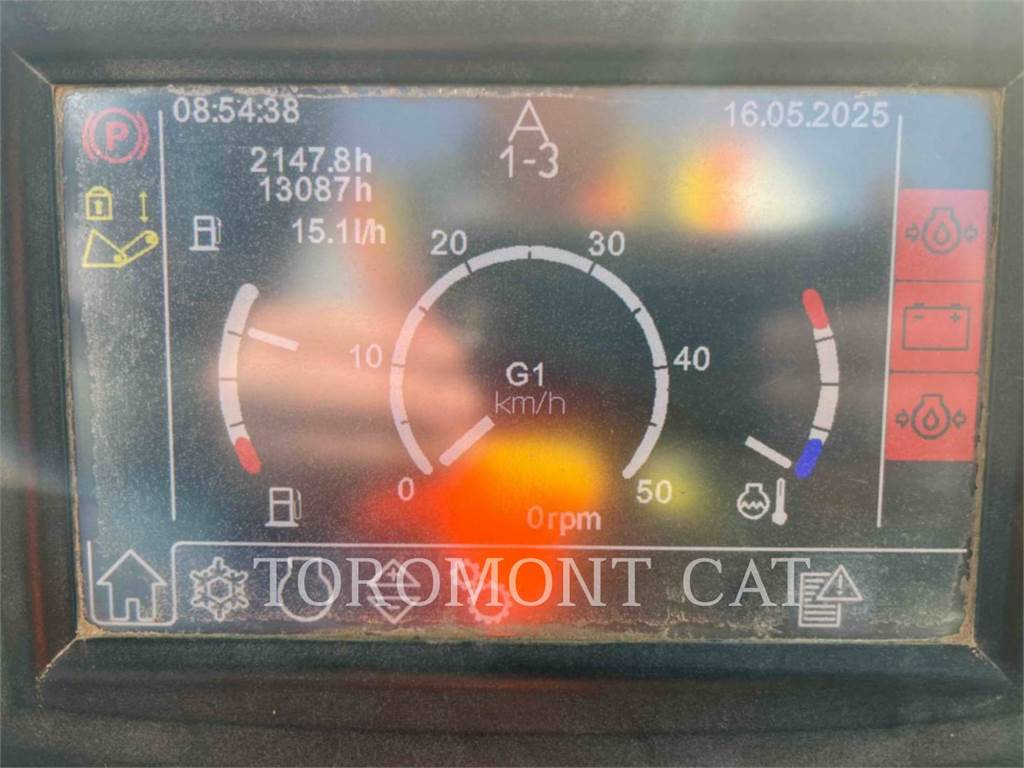 08:54:38
A
16.05.2025
P
1-3
2147.8h
13087h
15.1l/h
20
30
10
40
G1
km/h
0
50
0rpm
TOROMONT CAT